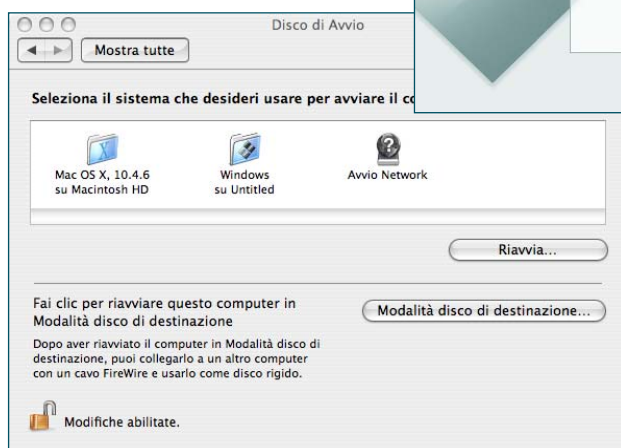 Disco di Avvio
Mostra tutte
Seleziona il sistema che desideri usare per avviare il
Mac OS X, 10.4.6
su Macintosh HD
Windows
su Untitled
Avvio Network
Riavvia...
Fai clic per riavviare questo computer in
Modalità disco di destinazione
Modalità disco di destinazione...
Dopo aver riavviato il computer in Modalità disco di
destinazione, puoi collegarlo a un altro computer
con un cavo FireWire e usarlo come disco rigido.
Modifiche abilitate.